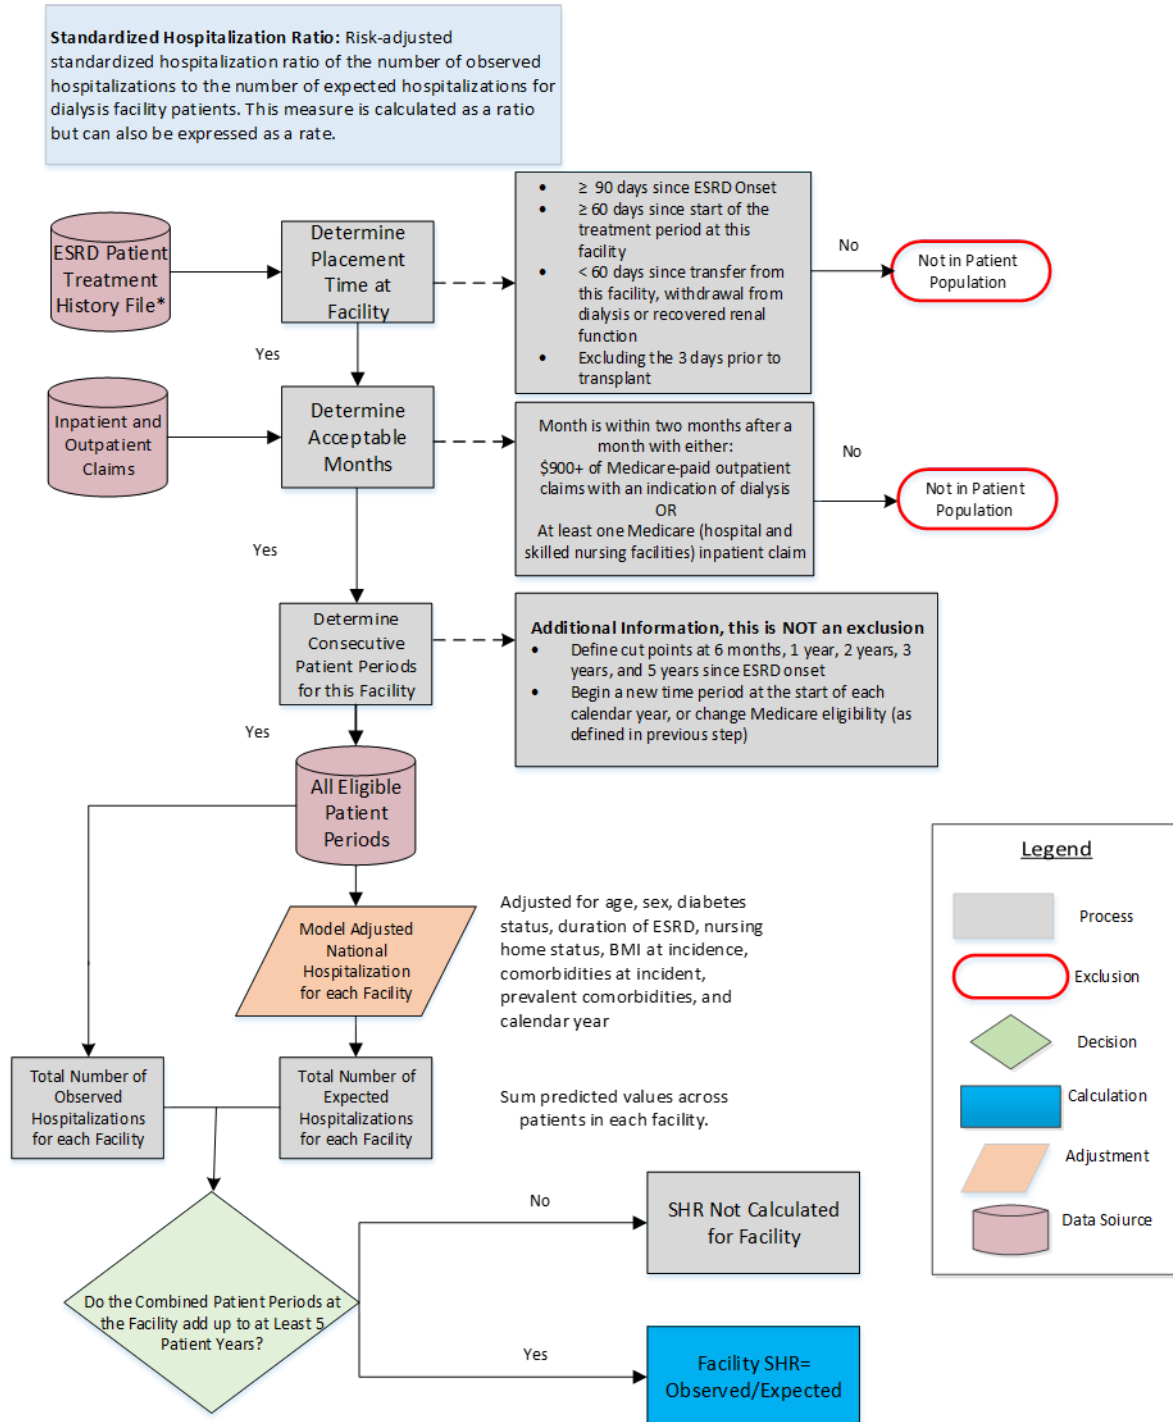 Standardized Hospitalization Ratio: Risk-adjusted
standardized hospitalization ratio of the number of observed
hospitalizations to the number of expected hospitalizations for
dialysis facility patients. This measure is calculated as a ratio
but can also be expressed as a rate.
ESRD Patient
Treatment
History File*
Determine
Placement
Time at
Facility
• ≥ 90 days since ESRD Onset
• ≥ 60 days since start of the
treatment period at this
facility
• < 60 days since transfer from
this facility, withdrawal from
dialysis or recovered renal
function
• Excluding the 3 days prior to
transplant
No
Not in Patient
Population
Yes
Inpatient and
Outpatient
Claims
Determine
Acceptable
Months
Month is within two months after a
month with either:
$900+ of Medicare-paid outpatient
claims with an indication of dialysis
OR
At least one Medicare (hospital and
skilled nursing facilities) inpatient claim
No
Not in Patient
Population
Yes
Determine
Consecutive
Patient Periods
for this Facility
Additional Information, this is NOT an exclusion
• Define cut points at 6 months, 1 year, 2 years, 3
years, and 5 years since ESRD onset
• Begin a new time period at the start of each
calendar year, or change Medicare eligibility (as
defined in previous step)
Yes
All Eligible
Patient
Periods
Model Adjusted
National
Hospitalization
for each Facility
Adjusted for age, sex, diabetes
status, duration of ESRD, nursing
home status, BMI at incidence,
comorbidities at incident,
prevalent comorbidities, and
calendar year
Total Number of
Observed
Hospitalizations
for each Facility
Total Number of
Expected
Hospitalizations
for each Facility
Sum predicted values across
patients in each facility.
Do the Combined Patient Periods at
the Facility add up to at Least 5
Patient Years?
No
SHR Not Calculated
for Facility
Yes
Facility SHR=
Observed/Expected
Legend
Process
Exclusion
Decision
Calculation
Adjustment
Data Soiurce